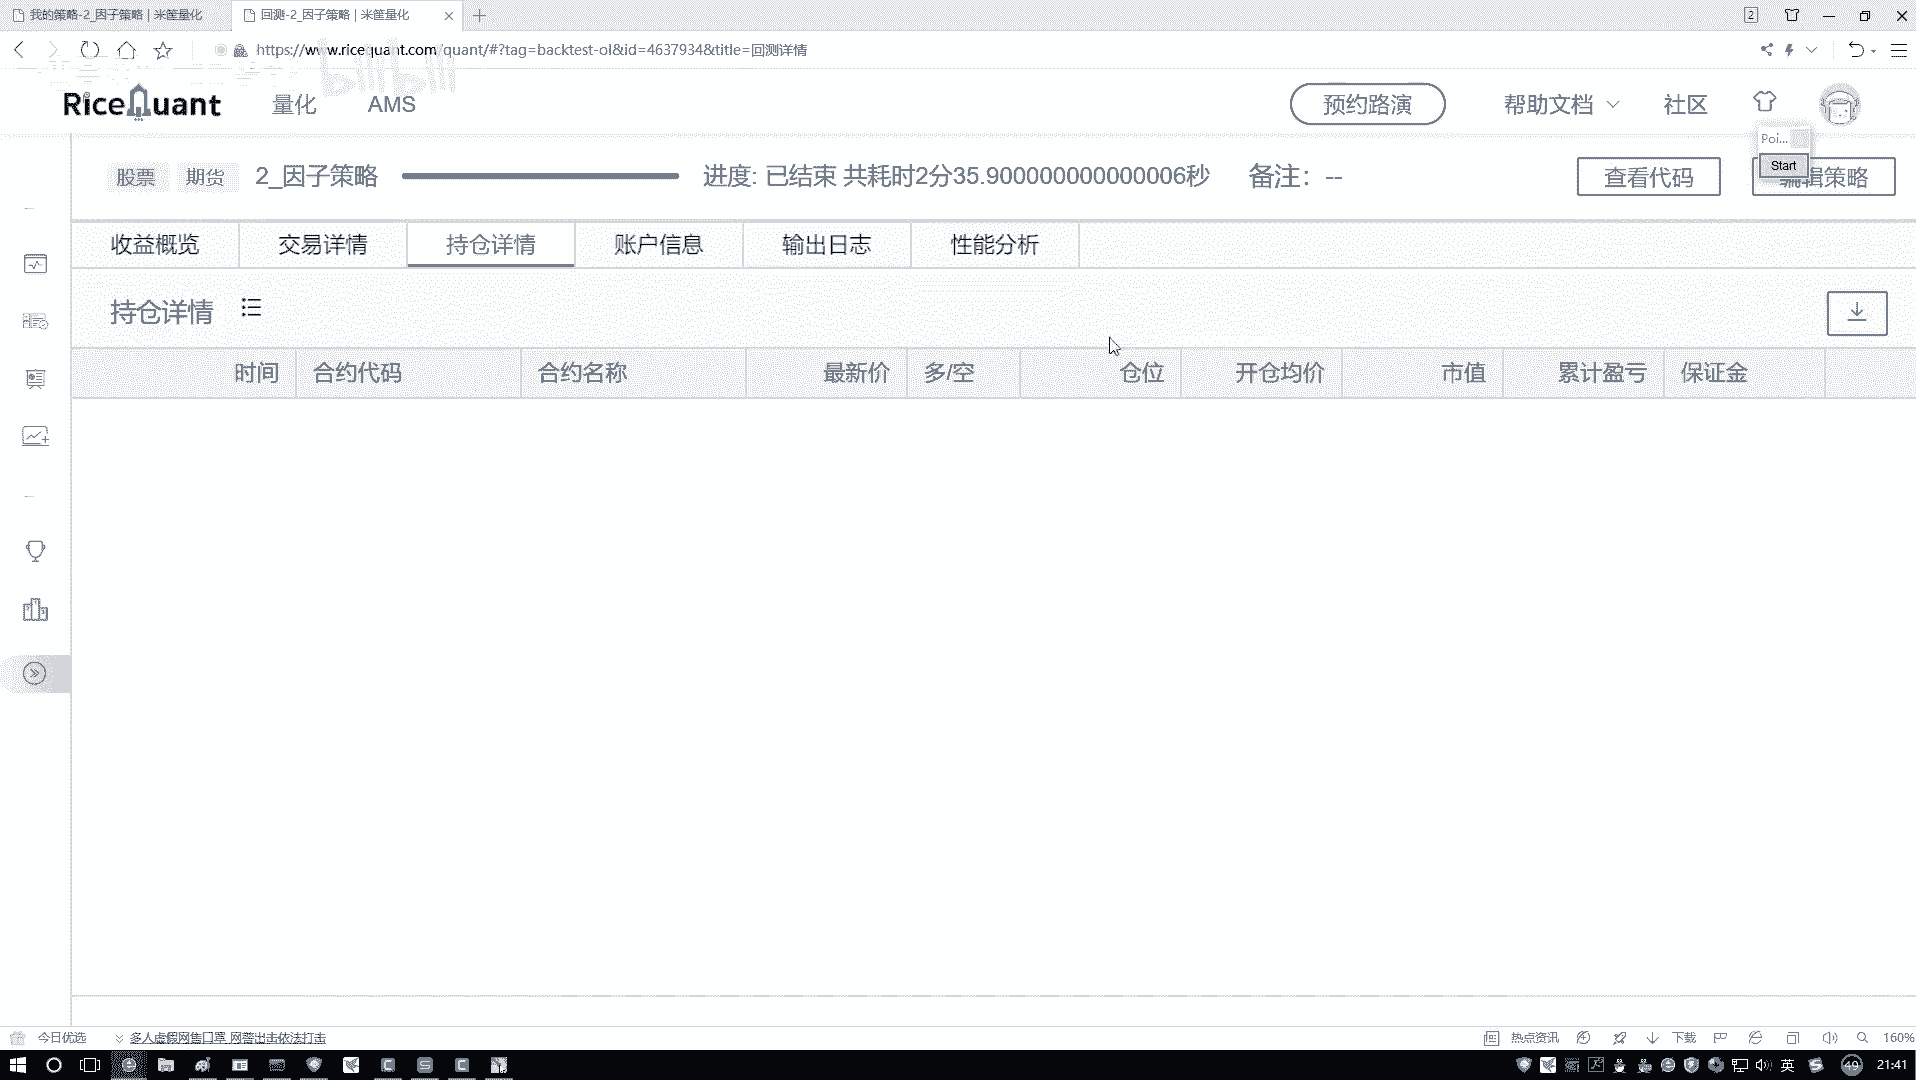 我的策略-2_因子策略 | 米筐量化
回测-2_因子策略 | 米筐量化
2
https://www.ricequant.com/quant/#?tag=backtest-ol&id=4637934&title=回测详情
bilibili
RiceQuant
量化
AMS
预约路演
帮助文档
社区
Poi...
Start
股票
期货
2_因子策略
进度: 已结束 共耗时2分35.900000000000006秒
备注: --
查看代码
编辑策略
收益概览
交易详情
持仓详情
账户信息
输出日志
性能分析
持仓详情
时间
合约代码
合约名称
最新价
多/空
仓位
开仓均价
市值
累计盈亏
保证金
今日优选
多人虚假网售口罩 网警出击依法打击
热点资讯
下载
160%
英
49
21:41